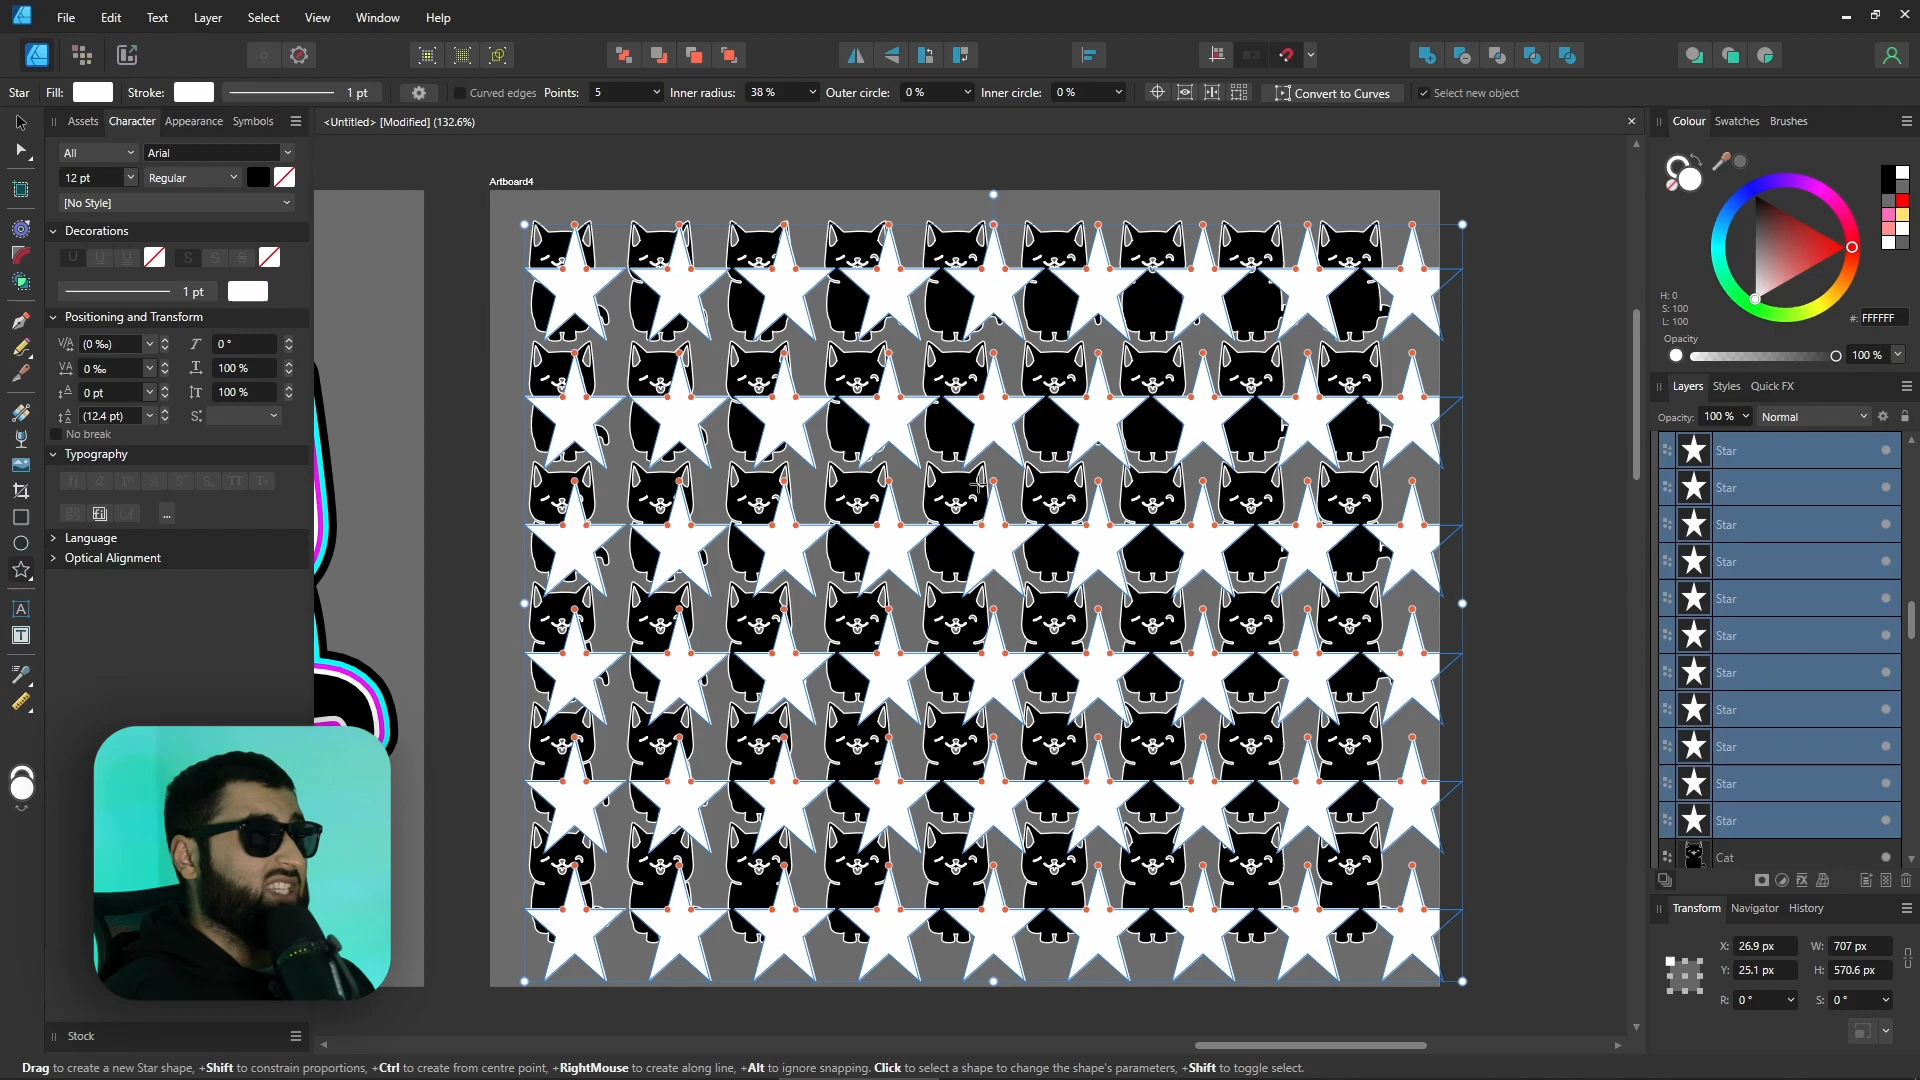 File Edit Text Layer Select View Window Help
Star Fill: Stroke: 1 pt Curved edges Points: 5 Inner radius: 38 % Outer circle: 0 % Inner circle: 0 % Convert to Curves Select new object
Assets Character Appearance Symbols
<Untitled> [Modified] (132.6%)
All Arial
12 pt Regular
[No Style]
Decorations
U U U S S S
1 pt
Positioning and Transform
(0 ‰) 0 °
0 ‰ 100 %
0 pt 100 %
(12.4 pt)
No break
Typography
...
Language
Optical Alignment
Stock
Artboard4
Colour Swatches Brushes
H: 0
S: 100
L: 100
#: FFFFFF
Opacity
100 %
Layers Styles Quick FX
Opacity: 100 % Normal
Star
Star
Star
Star
Star
Star
Star
Star
Star
Star
Star
Cat
Transform Navigator History
X: 26.9 px W: 707 px
Y: 25.1 px H: 570.6 px
R: 0 ° S: 0 °
Drag to create a new Star shape, +Shift to constrain proportions, +Ctrl to create from centre point, +RightMouse to create along line, +Alt to ignore snapping. Click to select a shape to change the shape's parameters, +Shift to toggle select.